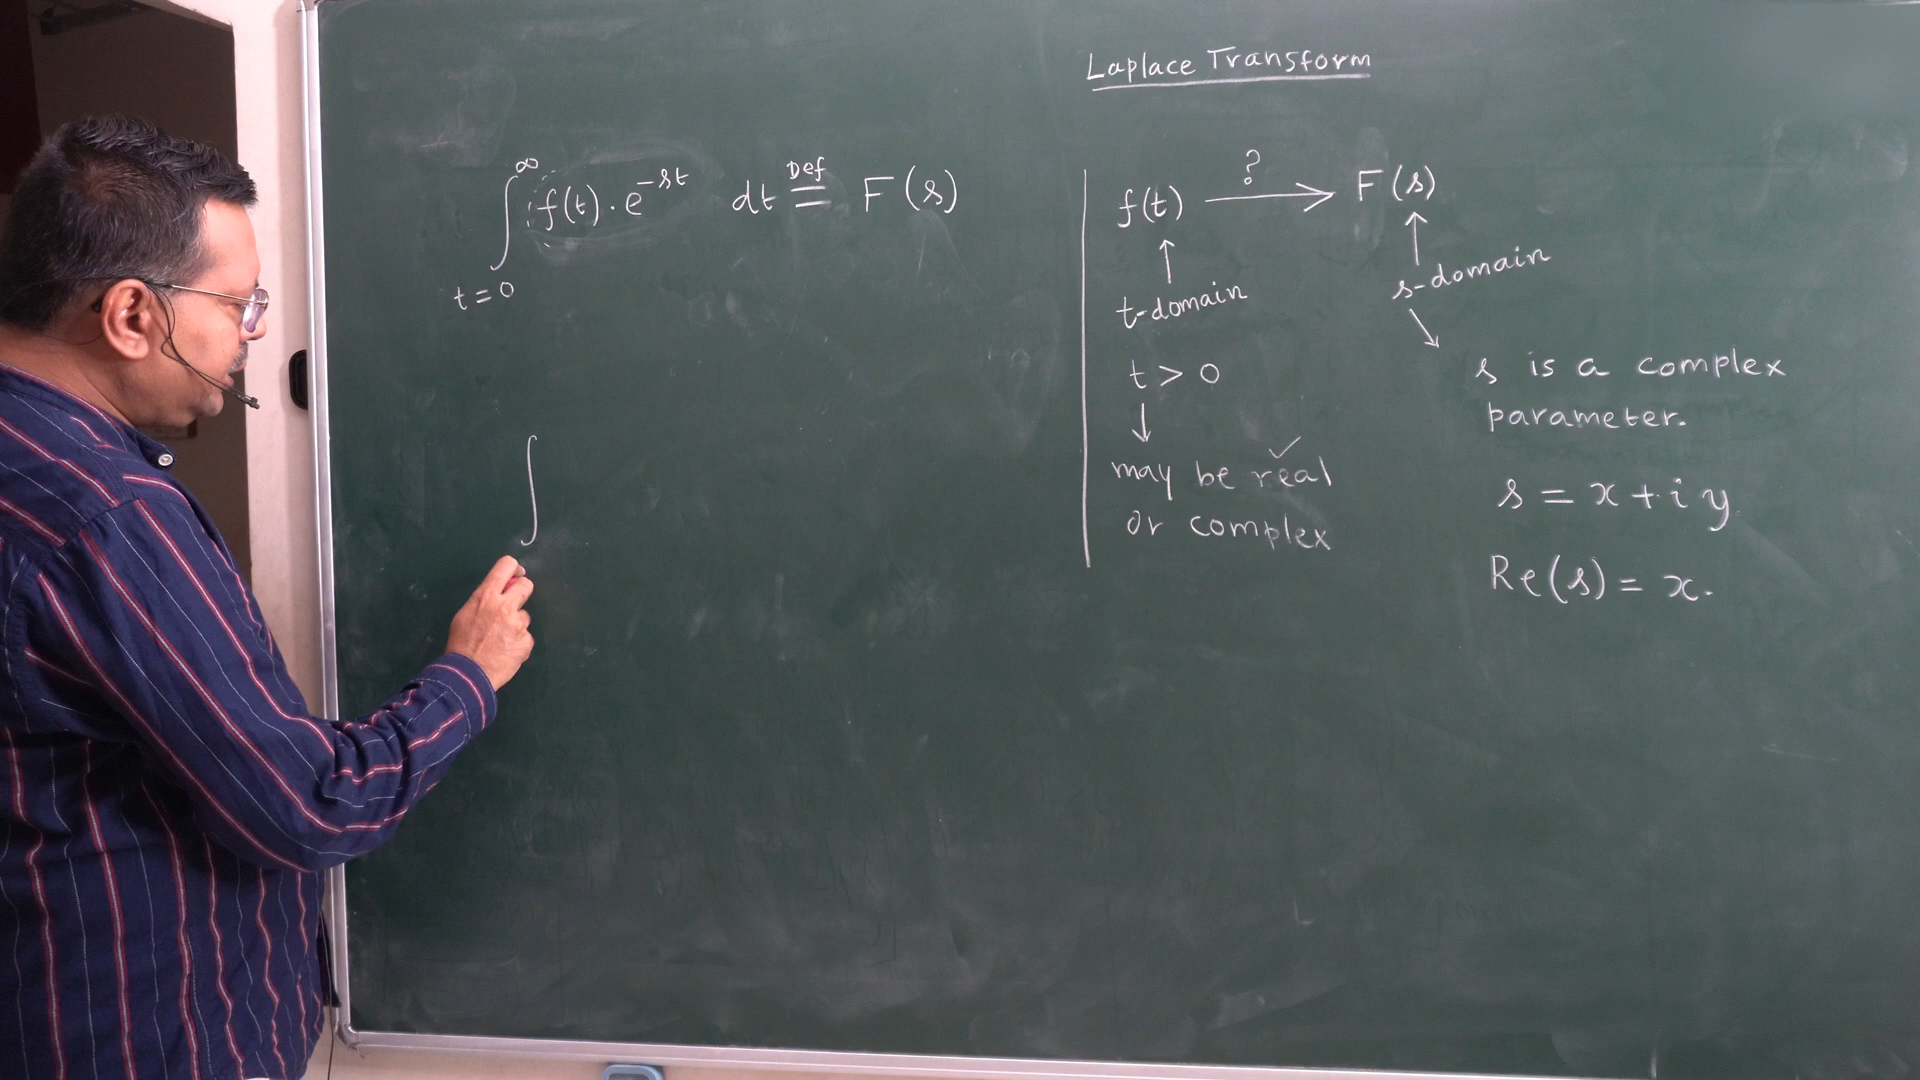 Laplace Transform
∫_{t=0}^{∞} f(t) · e^{-st} dt ≝ F(s)
∫
f(t) ⟶ F(s)
?
↑ ↑
t-domain s-domain
t > 0
↓
may be real ✓
or complex
↘
s is a complex
parameter.
s = x + i y
Re(s) = x.